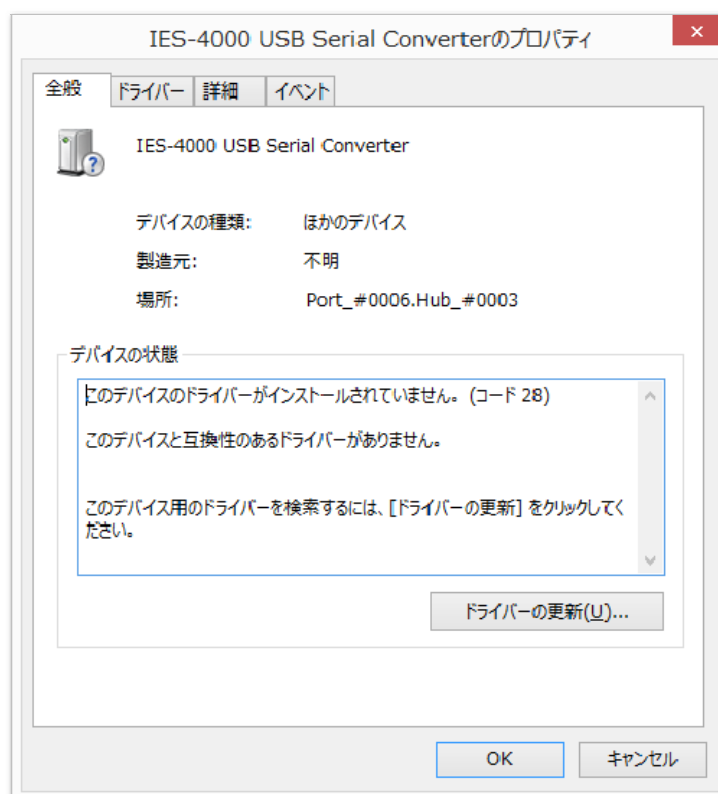 IES-4000 USB Serial Converterのプロパティ
全般 ドライバー 詳細 イベント
IES-4000 USB Serial Converter
デバイスの種類: ほかのデバイス
製造元: 不明
場所: Port_#0006.Hub_#0003
デバイスの状態
このデバイスのドライバーがインストールされていません。 (コード 28)
このデバイスと互換性のあるドライバーがありません。
このデバイス用のドライバーを検索するには、[ドライバーの更新] をクリックしてく
ださい。
ドライバーの更新(U)...
OK キャンセル